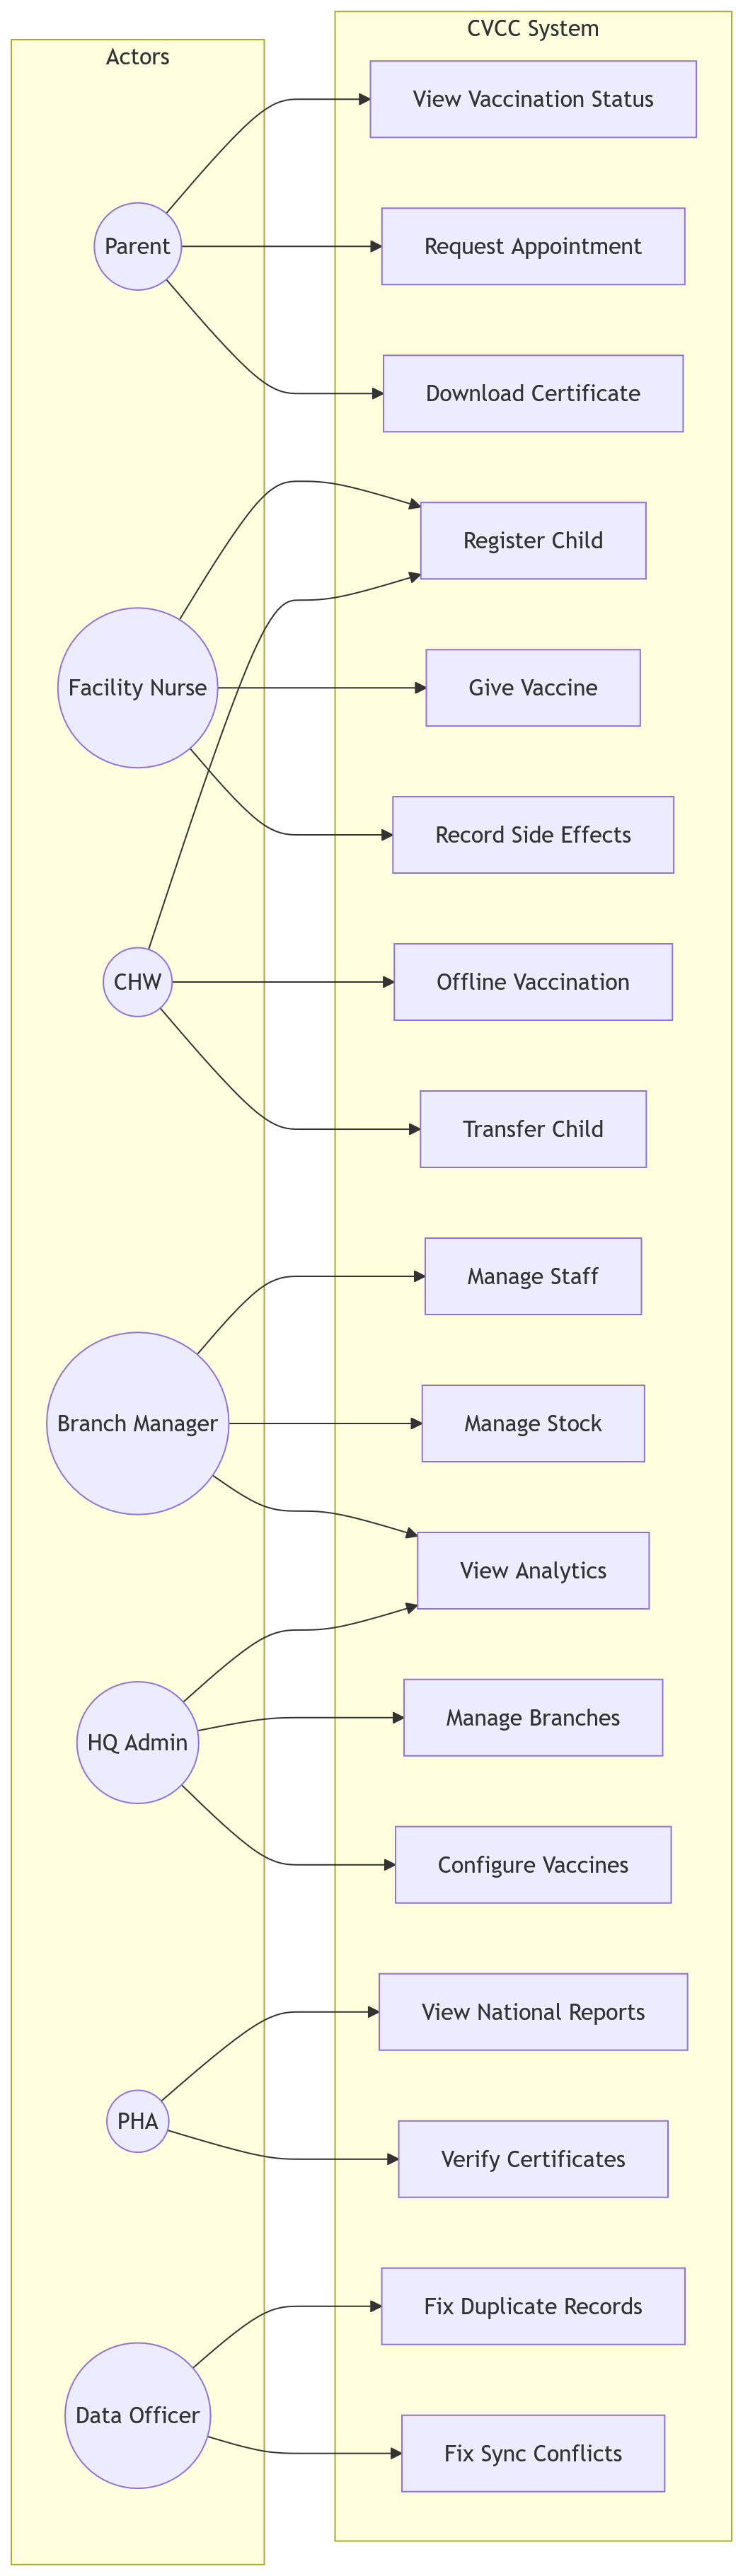 Actors
CVCC System
View Vaccination Status
Parent
Request Appointment
Download Certificate
Register Child
Facility Nurse
Give Vaccine
Record Side Effects
CHW
Offline Vaccination
Transfer Child
Manage Staff
Branch Manager
Manage Stock
View Analytics
HQ Admin
Manage Branches
Configure Vaccines
View National Reports
PHA
Verify Certificates
Fix Duplicate Records
Data Officer
Fix Sync Conflicts